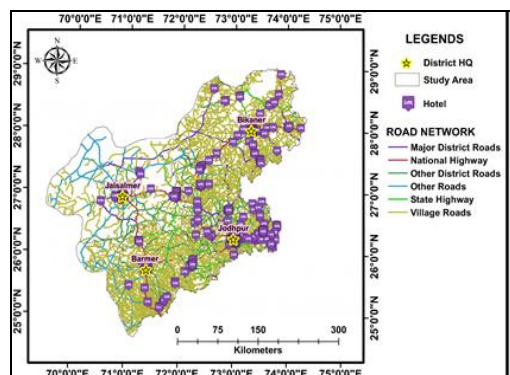 70°0'0"E 71°0'0"E 72°0'0"E 73°0'0"E 74°0'0"E 75°0'0"E
N
W E
S
29°0'0"N 29°0'0"N
28°0'0"N 28°0'0"N
27°0'0"N 27°0'0"N
26°0'0"N 26°0'0"N
25°0'0"N 25°0'0"N
Bikaner
Jaisalmer
Jodhpur
Barmer
0 75 150 300
Kilometers
70°0'0"E 71°0'0"E 72°0'0"E 73°0'0"E 74°0'0"E 75°0'0"E
LEGENDS
District HQ
Study Area
Hotel
ROAD NETWORK
Major District Roads
National Highway
Other District Roads
Other Roads
State Highway
Village Roads